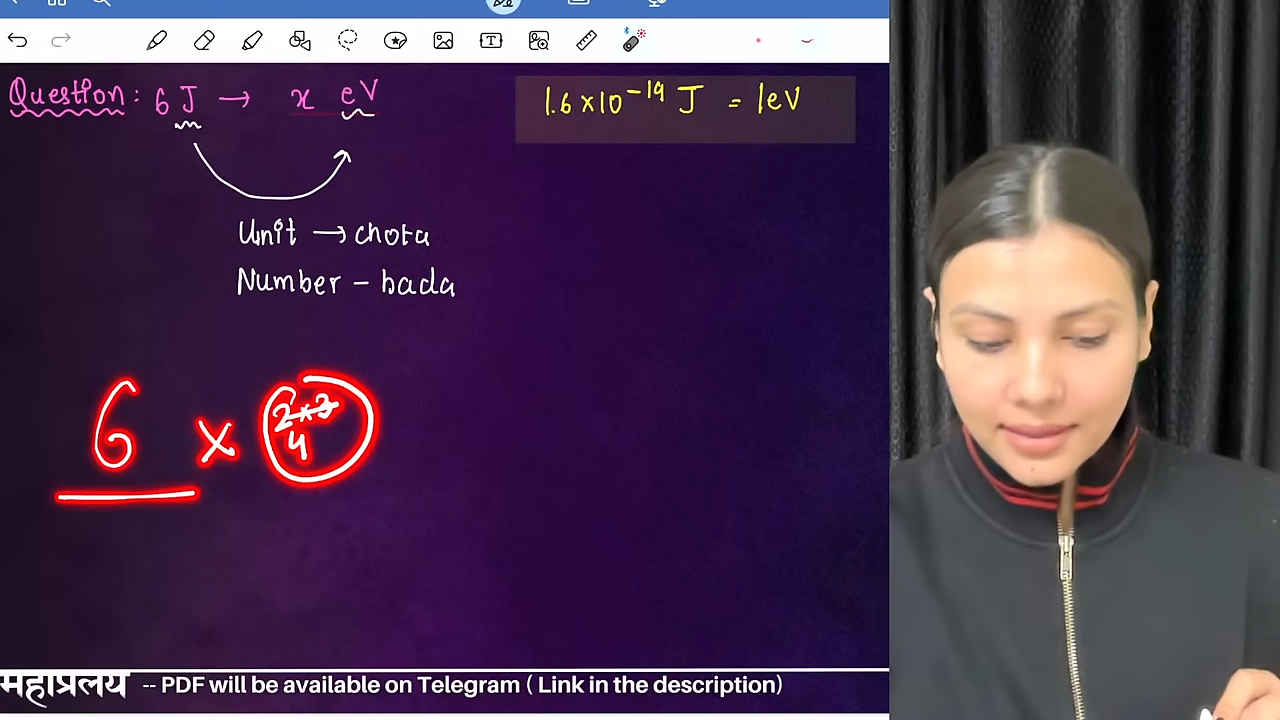 Question: 6 J → x eV
1.6×10⁻¹⁹ J = 1eV
Unit → chota
Number – bada
6 × 4
महाप्रलय -- PDF will be available on Telegram ( Link in the description)